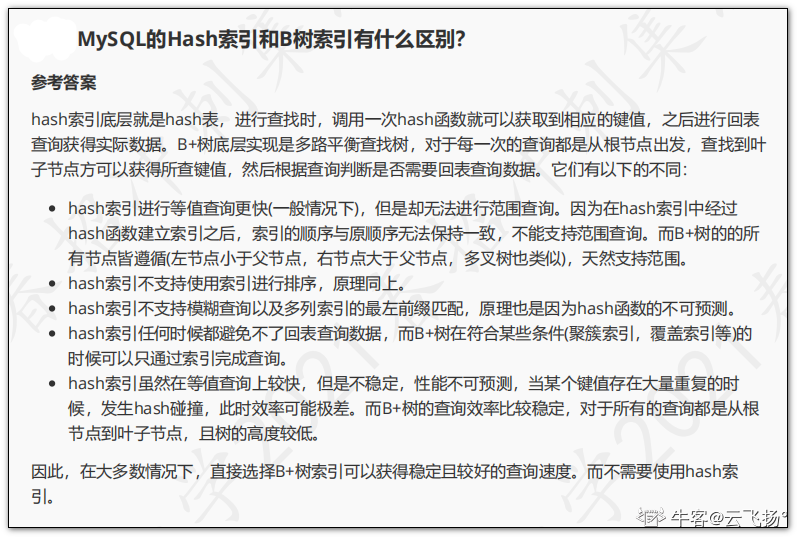 MySQL的Hash索引和B树索引有什么区别?
参考答案
hash索引底层就是hash表，进行查找时，调用一次hash函数就可以获取到相应的键值，之后进行回表
查询获得实际数据。B+树底层实现是多路平衡查找树，对于每一次的查询都是从根节点出发，查找到叶
子节点方可以获得所查键值，然后根据查询判断是否需要回表查询数据。它们有以下的不同：
• hash索引进行等值查询更快(一般情况下)，但是却无法进行范围查询。因为在hash索引中经过
hash函数建立索引之后，索引的顺序与原顺序无法保持一致，不能支持范围查询。而B+树的的所
有节点皆遵循(左节点小于父节点，右节点大于父节点，多叉树也类似)，天然支持范围。
• hash索引不支持使用索引进行排序，原理同上。
• hash索引不支持模糊查询以及多列索引的最左前缀匹配，原理也是因为hash函数的不可预测。
• hash索引任何时候都避免不了回表查询数据，而B+树在符合某些条件(聚簇索引，覆盖索引等)的
时候可以只通过索引完成查询。
• hash索引虽然在等值查询上较快，但是不稳定，性能不可预测，当某个键值存在大量重复的时
候，发生hash碰撞，此时效率可能极差。而B+树的查询效率比较稳定，对于所有的查询都是从根
节点到叶子节点，且树的高度较低。
因此，在大多数情况下，直接选择B+树索引可以获得稳定且较好的查询速度。而不需要使用hash索
引。
牛客@云飞扬°